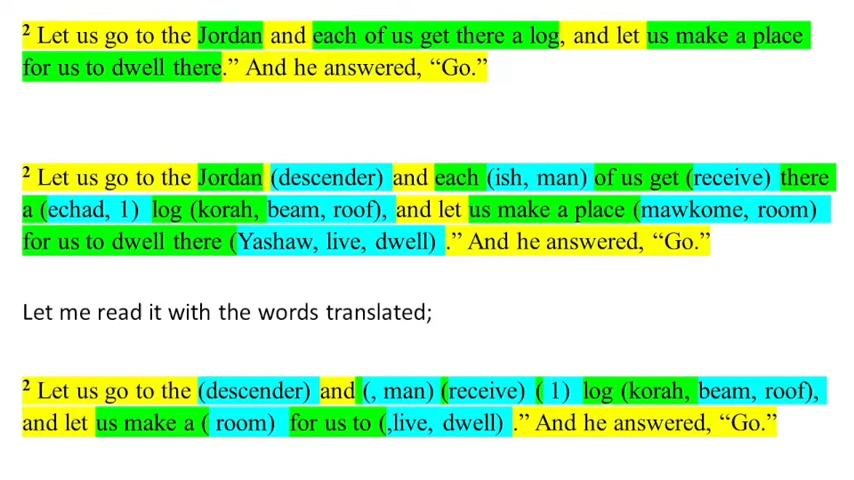 2 Let us go to the Jordan and each of us get there a log, and let us make a place
for us to dwell there.” And he answered, “Go.”
2 Let us go to the Jordan (descender) and each (ish, man) of us get (receive) there
a (echad, 1) log (korah, beam, roof), and let us make a place (mawkome, room)
for us to dwell there (Yashaw, live, dwell) .” And he answered, “Go.”
Let me read it with the words translated;
2 Let us go to the (descender) and (, man) (receive) ( 1) log (korah, beam, roof),
and let us make a ( room) for us to (,live, dwell) .” And he answered, “Go.”